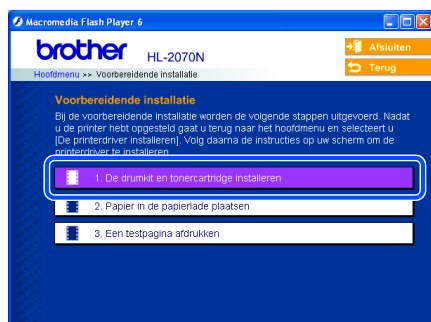 Macromedia Flash Player 6
brother
HL-2070N
Afsluiten
Terug
Hoofdmenu >> Voorbereidende installatie
Voorbereidende installatie
Bij de voorbereidende installatie worden de volgende stappen uitgevoerd. Nadat
u de printer hebt opgesteld gaat u terug naar het hoofdmenu en selecteert u
[De printerdriver installeren]. Volg daarna de instructies op uw scherm om de
printerdriver te installeren.
1. De drumkit en tonercartridge installeren
2. Papier in de papierlade plaatsen
3. Een testpagina afdrukken